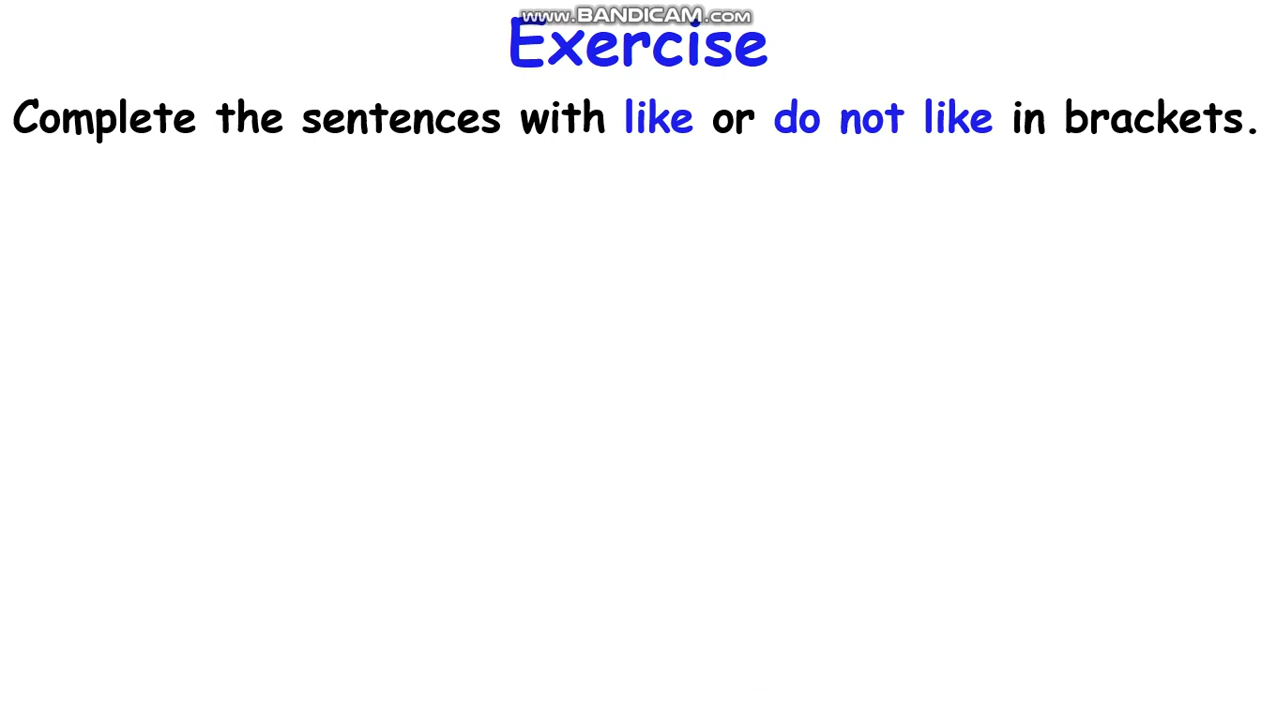 www.BANDICAM.com
Exercise
Complete the sentences with like or do not like in brackets.